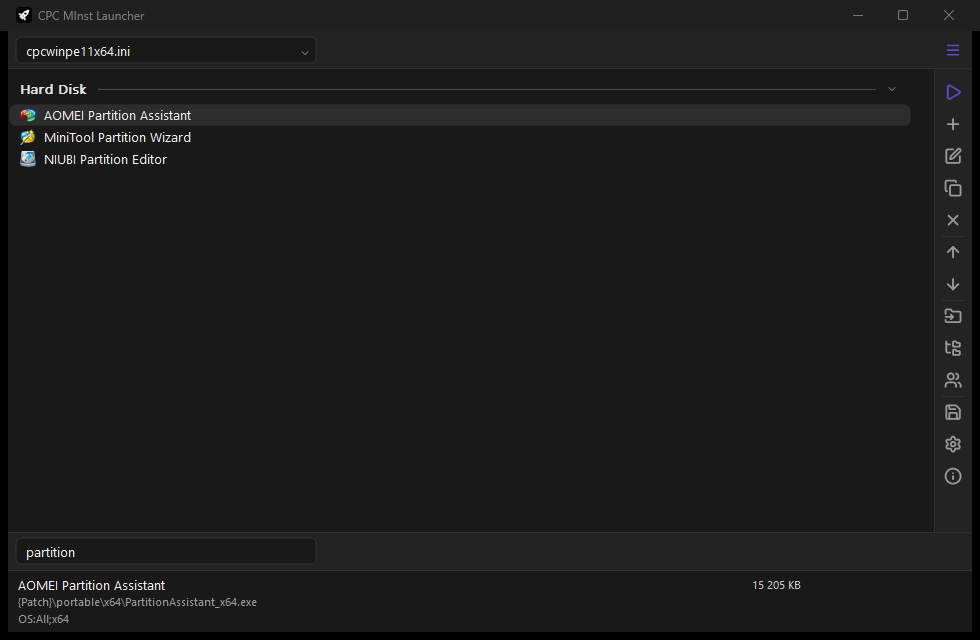 CPC MInst Launcher
cpcwinpe11x64.ini
Hard Disk
AOMEI Partition Assistant
MiniTool Partition Wizard
NIUBI Partition Editor
partition
AOMEI Partition Assistant
15 205 KB
{Patch}\portable\x64\PartitionAssistant_x64.exe
OS:All;x64